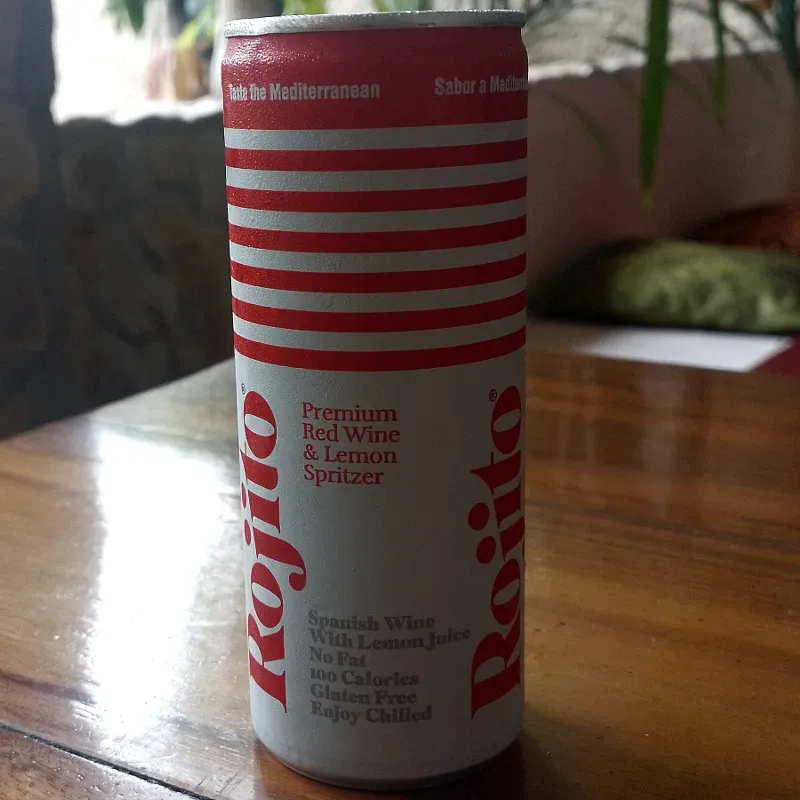 Taste the Mediterranean
Sabor a Mediterr
Rojito®
Premium
Red Wine
& Lemon
Spritzer
Spanish Wine
With Lemon Juice
No Fat
100 Calories
Gluten Free
Enjoy Chilled
Rojito®